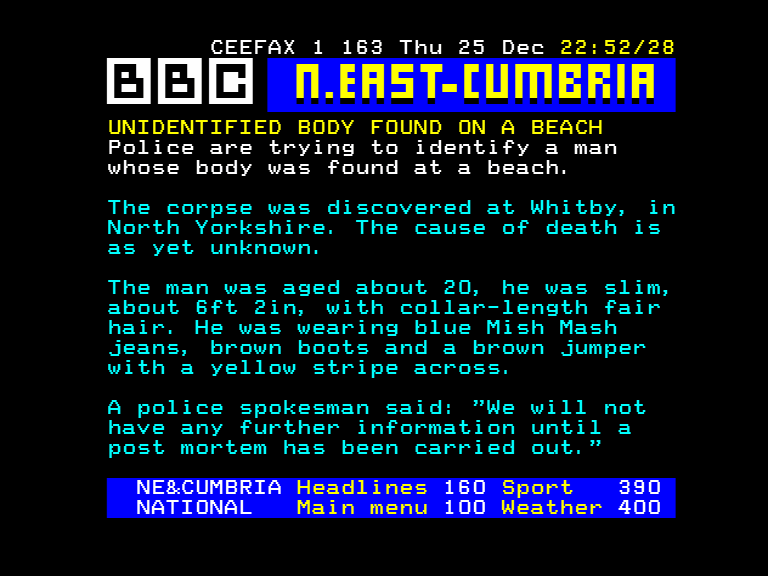 CEEFAX 1 163 Thu 25 Dec 22:52/28
BBC N.EAST-CUMBRIA
UNIDENTIFIED BODY FOUND ON A BEACH
Police are trying to identify a man
whose body was found at a beach.
The corpse was discovered at Whitby, in
North Yorkshire. The cause of death is
as yet unknown.
The man was aged about 20, he was slim,
about 6ft 2in, with collar-length fair
hair. He was wearing blue Mish Mash
jeans, brown boots and a brown jumper
with a yellow stripe across.
A police spokesman said: "We will not
have any further information until a
post mortem has been carried out."
NE&CUMBRIA Headlines 160 Sport 390
NATIONAL Main menu 100 Weather 400